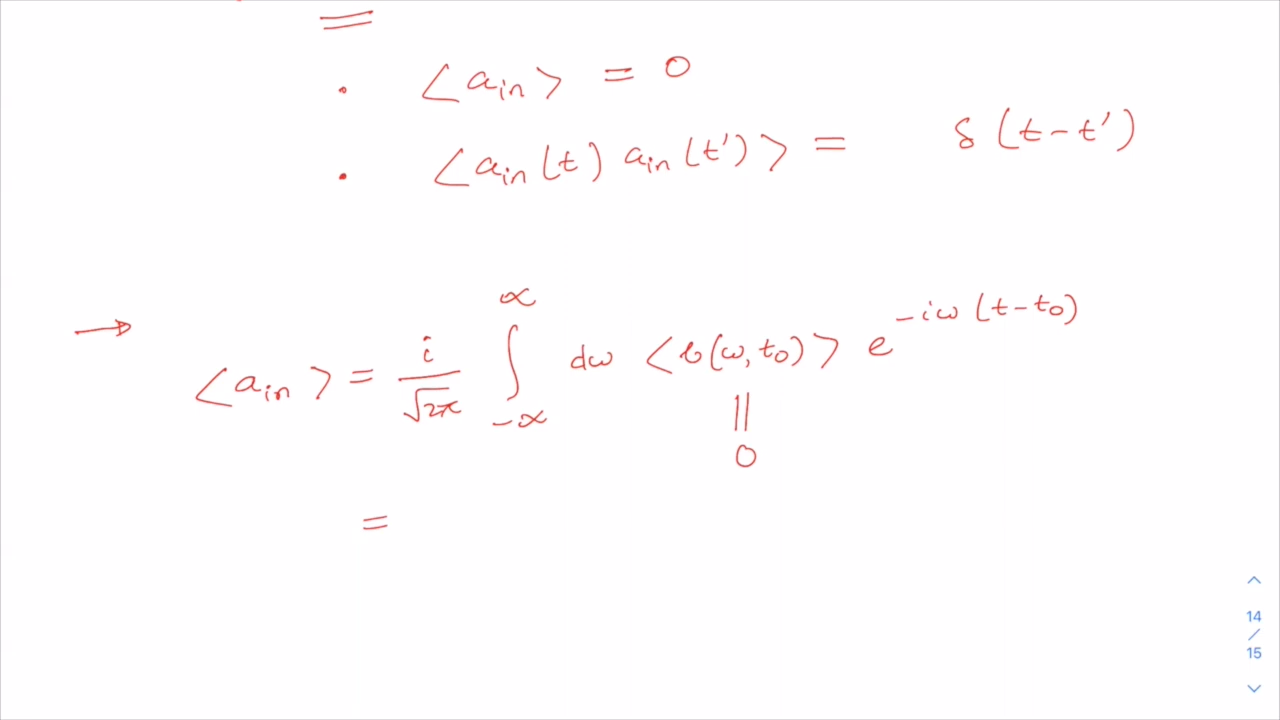 =
. ⟨a_in⟩ = 0
. ⟨a_in(t) a_in(t')⟩ = δ(t-t')
→ ⟨a_in⟩ = i/√2π ∫_{-∝}^{∝} dω ⟨b(ω,t₀)⟩ e^{-iω(t-t₀)}
||
0
=
14
/
15